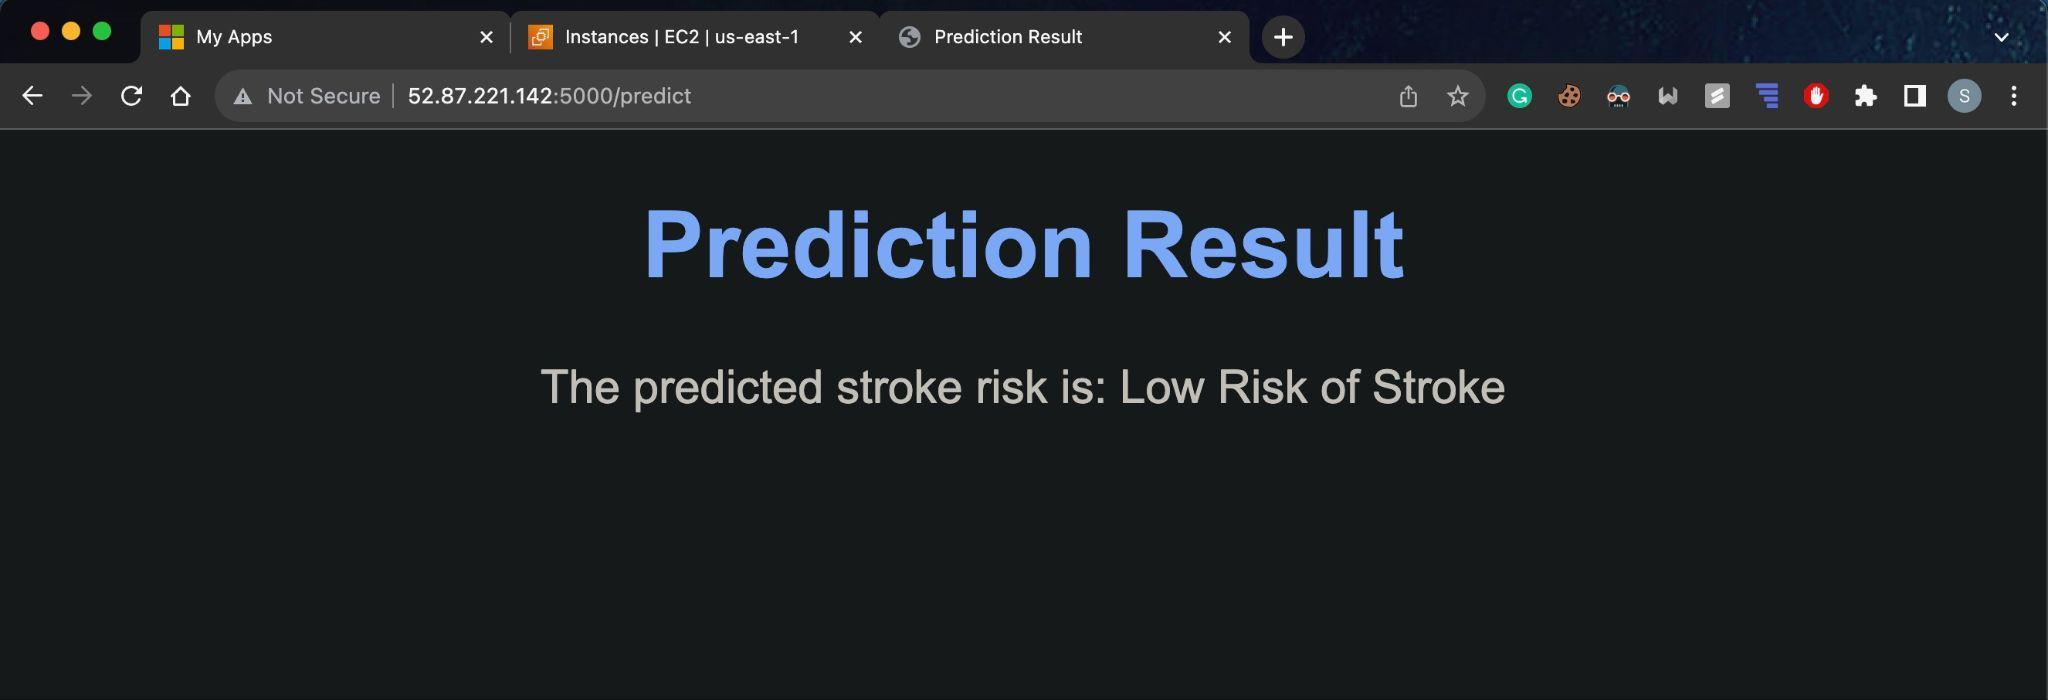 My Apps
Instances | EC2 | us-east-1
Prediction Result
Not Secure
52.87.221.142:5000/predict
S
Prediction Result
The predicted stroke risk is: Low Risk of Stroke